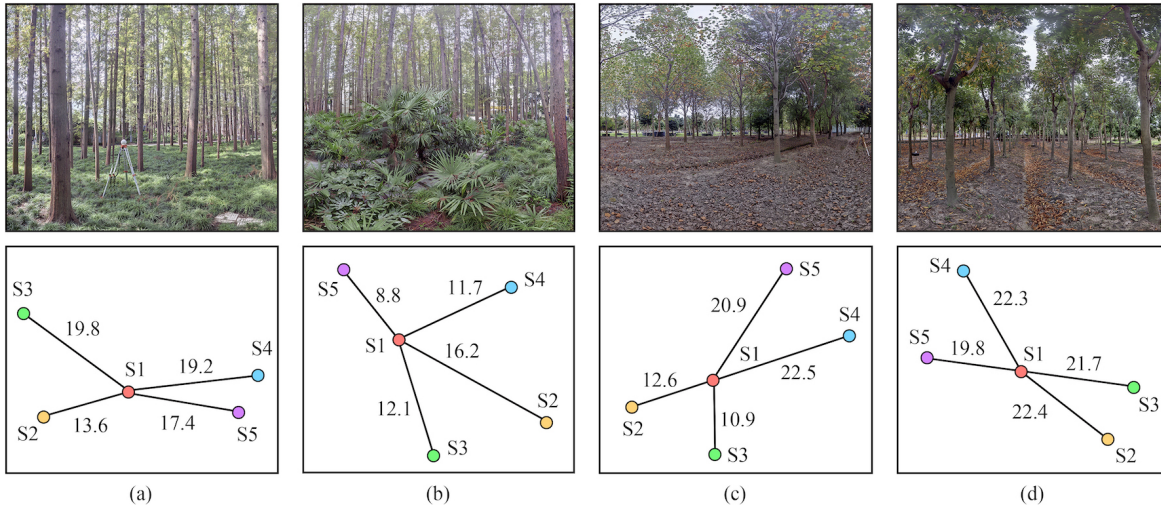 S3
19.8
S1
19.2
S4
S2
13.6
17.4
S5
(a)
S5
8.8
11.7
S4
S1
16.2
12.1
S2
S3
(b)
S5
20.9
S4
S1
12.6
22.5
S2
10.9
S3
(c)
S4
22.3
S5
19.8
S1
21.7
S3
22.4
S2
(d)